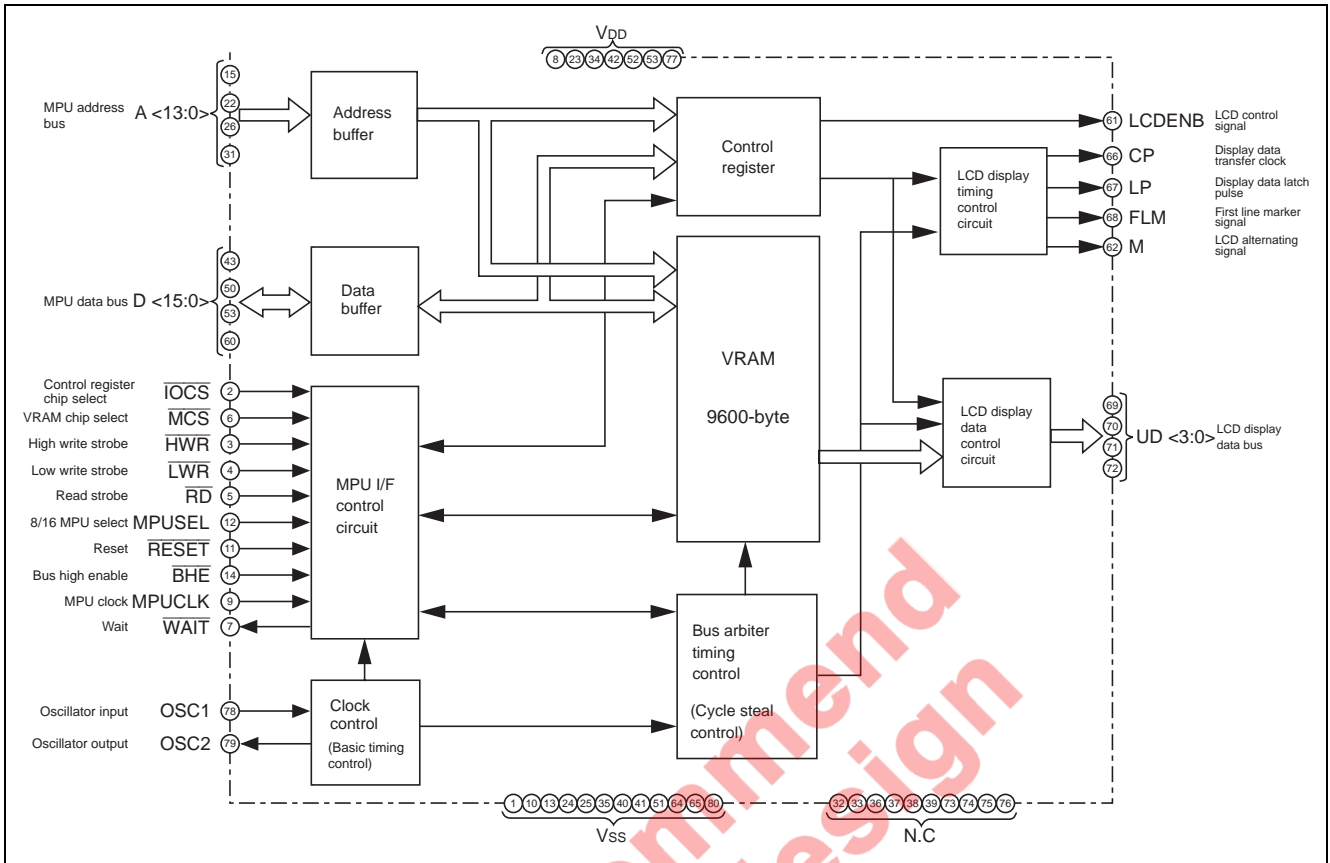 VDD
8 23 34 42 52 53 77
MPU address
bus
A <13:0>
15
22
26
31
Address
buffer
Control
register
61 LCDENB LCD control
signal
66 CP Display data
transfer clock
67 LP Display data latch
pulse
68 FLM First line marker
signal
62 M LCD alternating
signal
LCD display
timing
control
circuit
MPU data bus D <15:0>
43
50
53
60
Data
buffer
VRAM
9600-byte
LCD display
data
control
circuit
69
70
71
72
UD <3:0> LCD display
data bus
Control register
chip select
IOCS 2
VRAM chip select MCS 6
High write strobe HWR 3
Low write strobe LWR 4
Read strobe RD 5
8/16 MPU select MPUSEL 12
Reset RESET 11
Bus high enable BHE 14
MPU clock MPUCLK 9
Wait WAIT 7
MPU I/F
control
circuit
Bus arbiter
timing
control
(Cycle steal
control)
Oscillator input OSC1 78
Oscillator output OSC2 79
Clock
control
(Basic timing
control)
1 10 13 24 25 35 40 41 51 64 65 80
Vss
32 33 36 37 38 39 73 74 75 76
N.C
mmend
esign